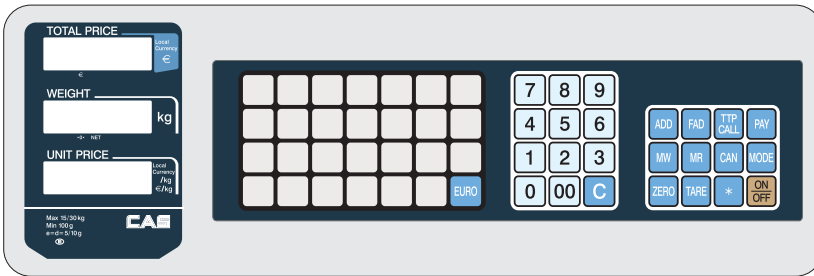 TOTAL PRICE
Local
Currency
€
€
WEIGHT
kg
-0- NET
UNIT PRICE
Local
Currency
/kg
€/kg
Max 15/30 kg
Min 100 g
e=d= 5/10 g
CAS
EURO
7 8 9
4 5 6
1 2 3
0 00 C
ADD FAD TTP CALL PAY
MW MR CAN MODE
ZERO TARE * ON OFF